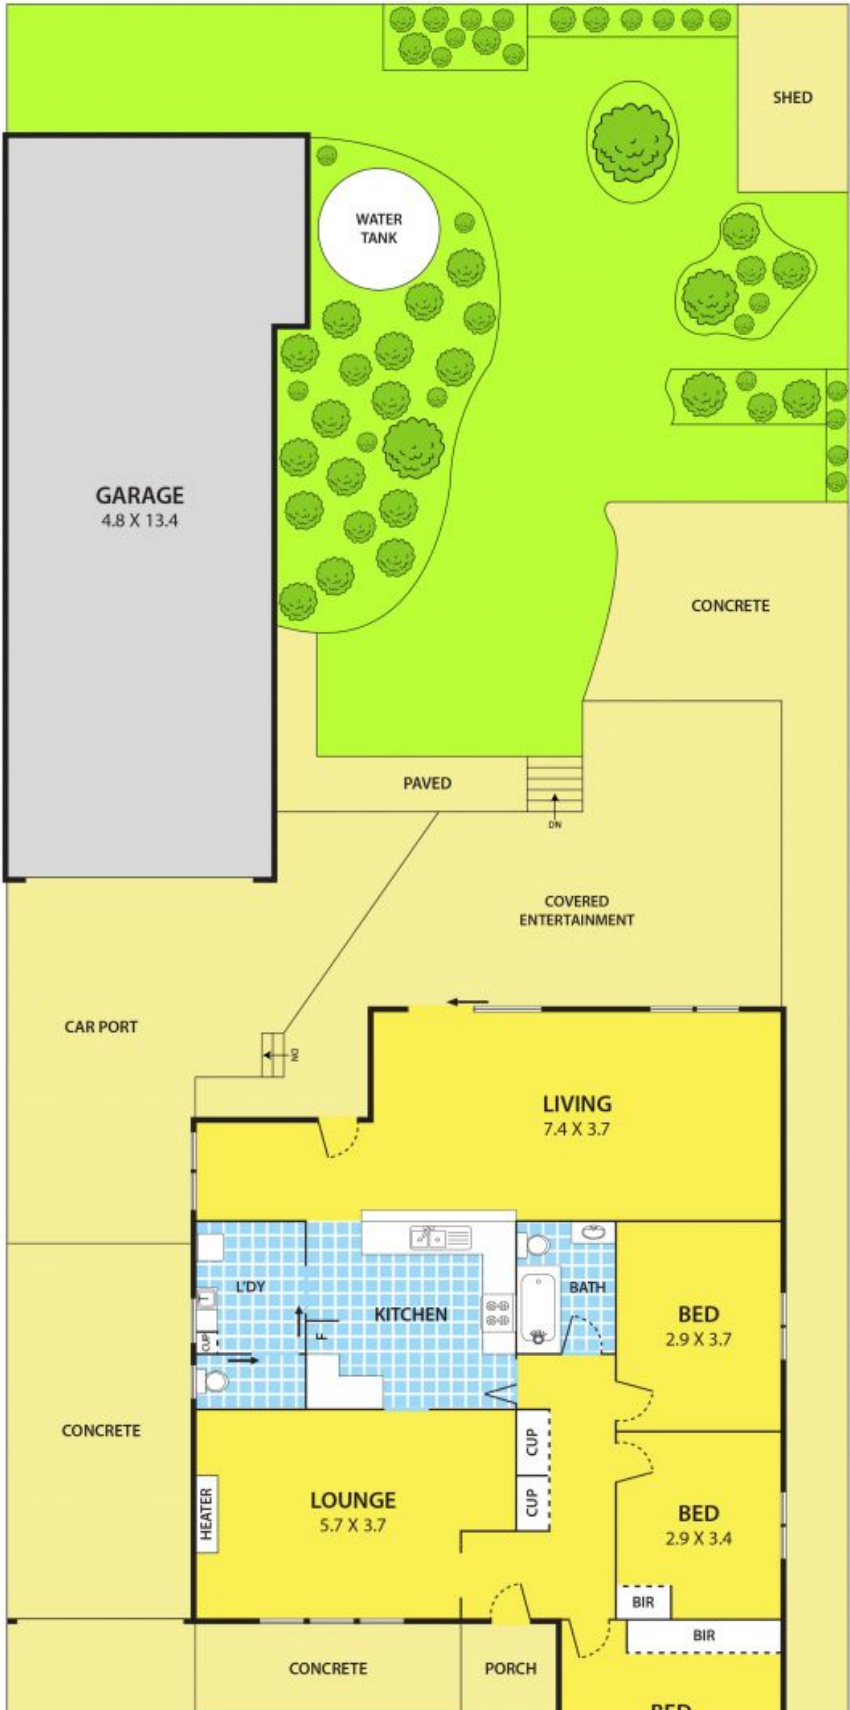 SHED
WATER
TANK
GARAGE
4.8 X 13.4
CONCRETE
PAVED
DN
COVERED
ENTERTAINMENT
CAR PORT
DN
LIVING
7.4 X 3.7
L'DY
KITCHEN
BATH
BED
2.9 X 3.7
CUP
F
CONCRETE
CUP
LOUNGE
5.7 X 3.7
HEATER
CUP
BED
2.9 X 3.4
BIR
BIR
CONCRETE
PORCH
BED